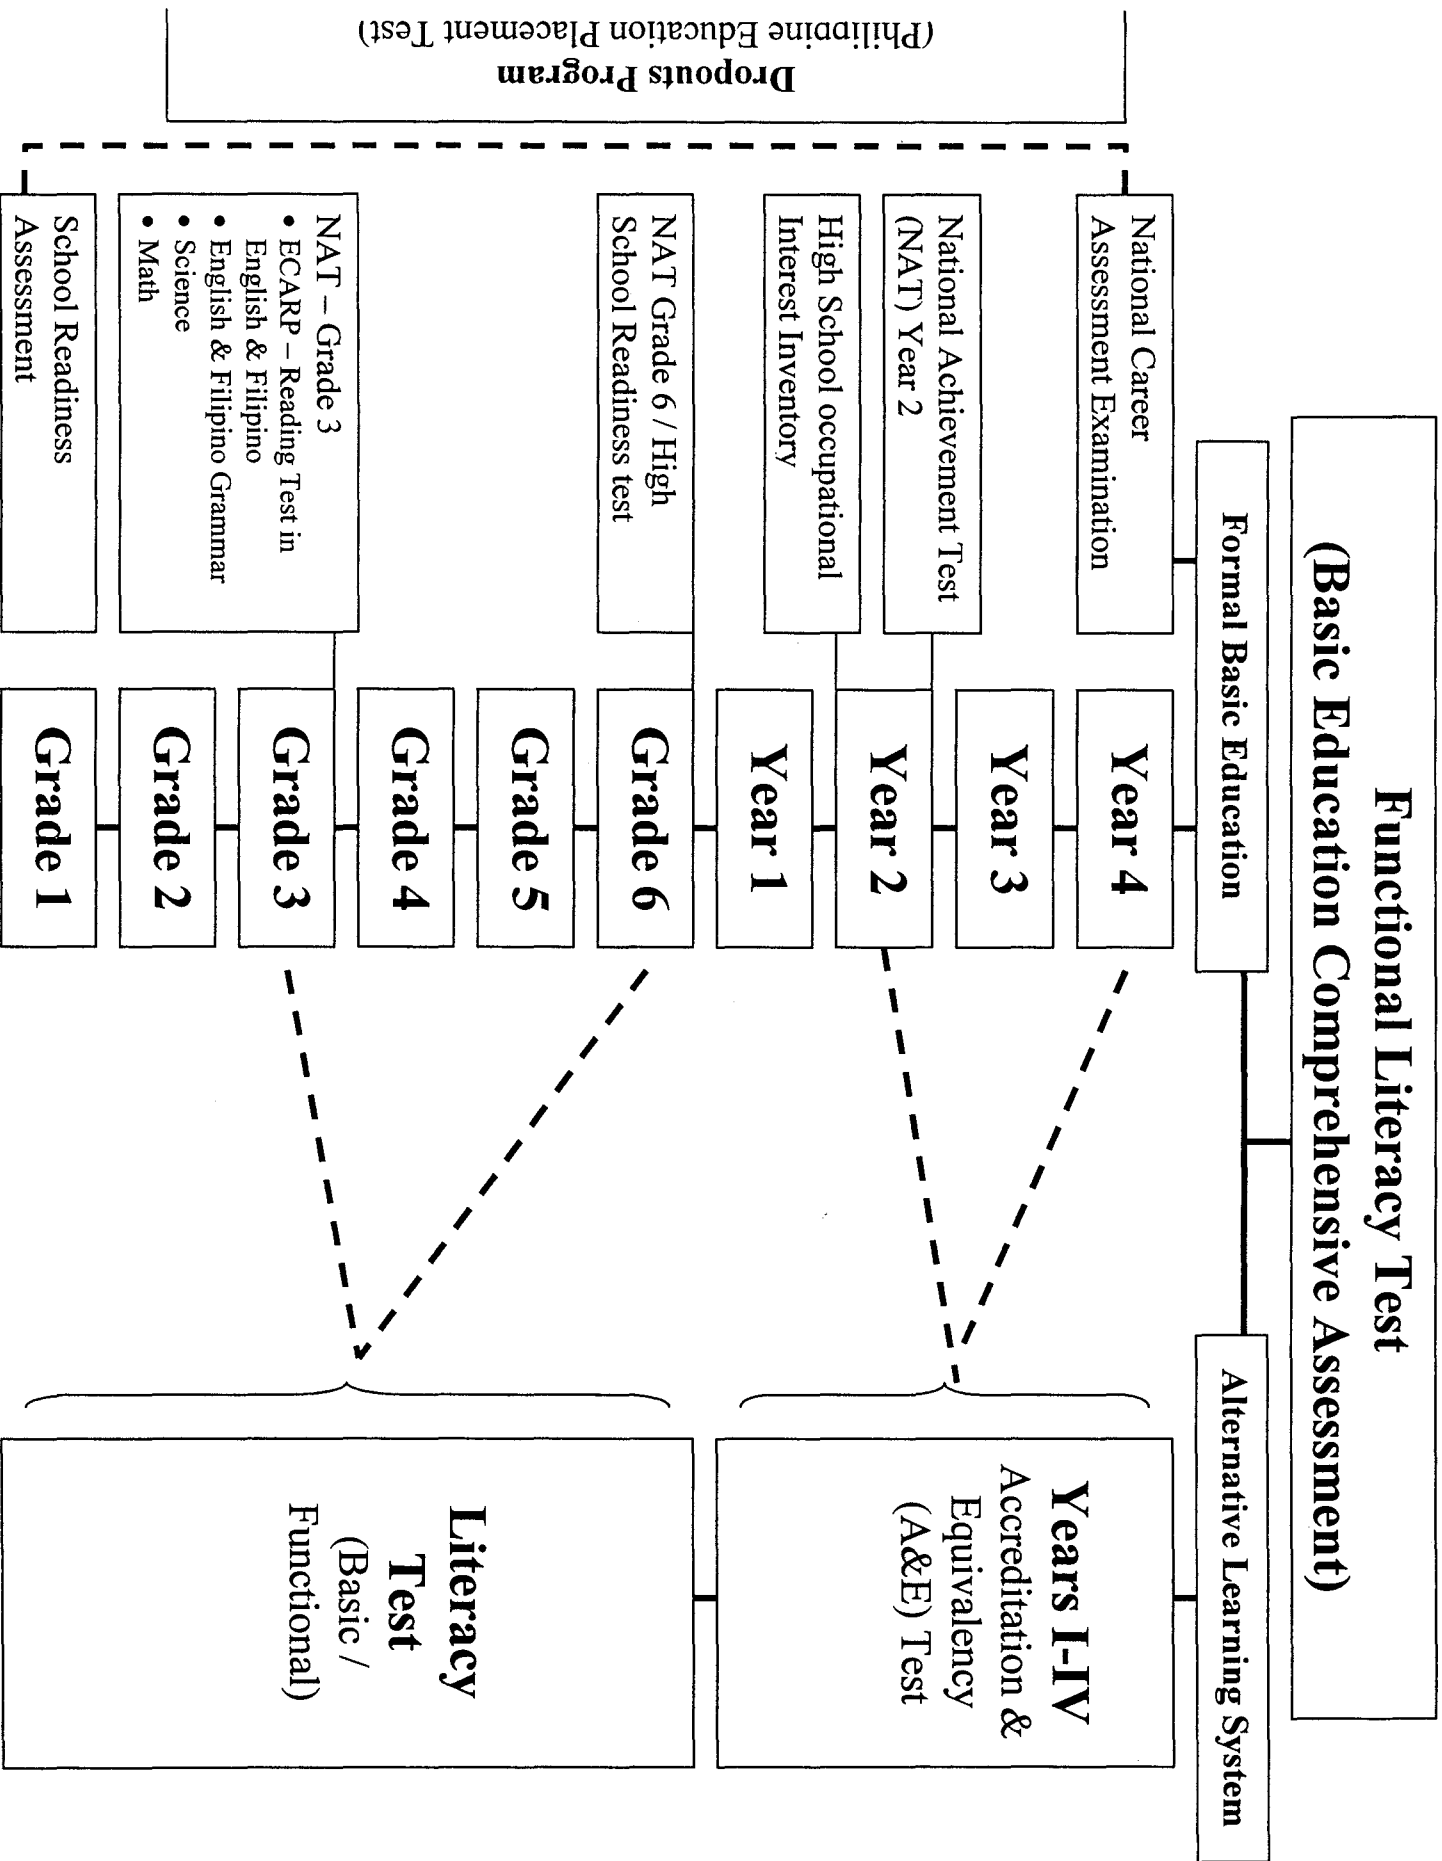 Functional Literacy Test
(Basic Education Comprehensive Assessment)
Formal Basic Education
Alternative Learning System
National Career
Assessment Examination
National Achievement Test
(NAT) Year 2
High School occupational
Interest Inventory
NAT Grade 6 / High
School Readiness test
NAT – Grade 3
• ECARP – Reading Test in
English & Filipino
• English & Filipino Grammar
• Science
• Math
School Readiness
Assessment
Year 4
Year 3
Year 2
Year 1
Grade 6
Grade 5
Grade 4
Grade 3
Grade 2
Grade 1
Years I-IV
Accreditation &
Equivalency
(A&E) Test
Literacy
Test
(Basic /
Functional)
Dropouts Program
(Philippine Education Placement Test)